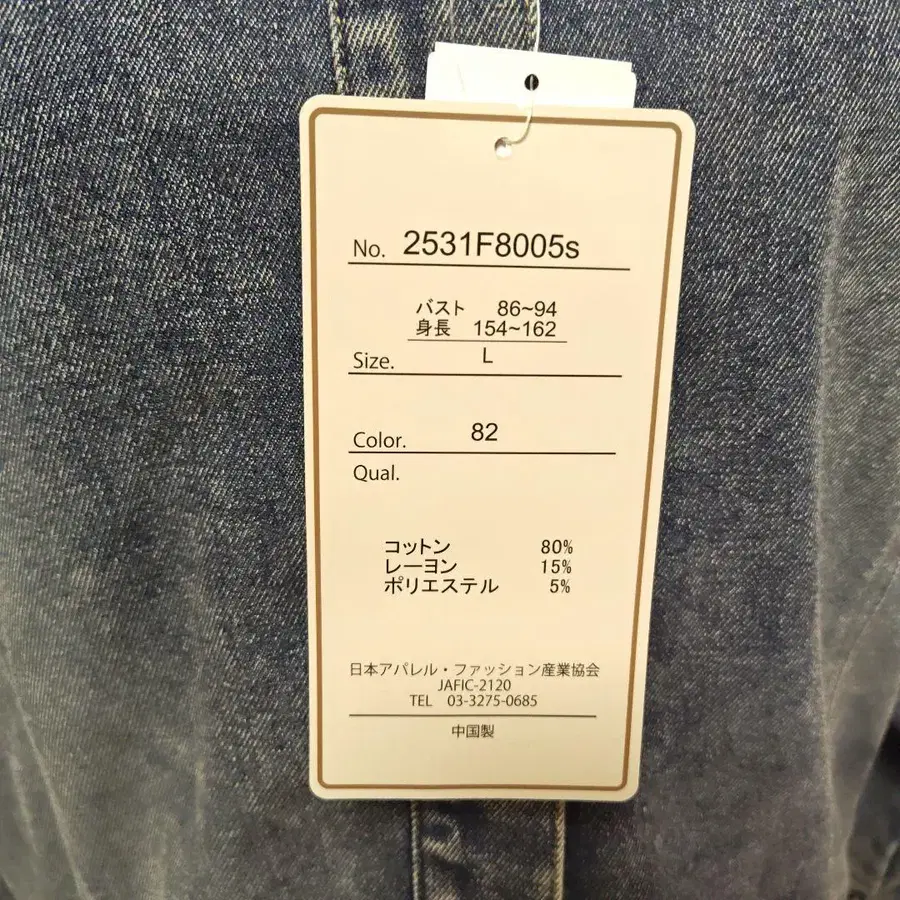 No. 2531F8005s
バスト 86~94
身長 154~162
Size. L
Color. 82
Qual.
コットン 80%
レーヨン 15%
ポリエステル 5%
日本アパレル・ファッション産業協会
JAFIC-2120
TEL 03-3275-0685
中国製